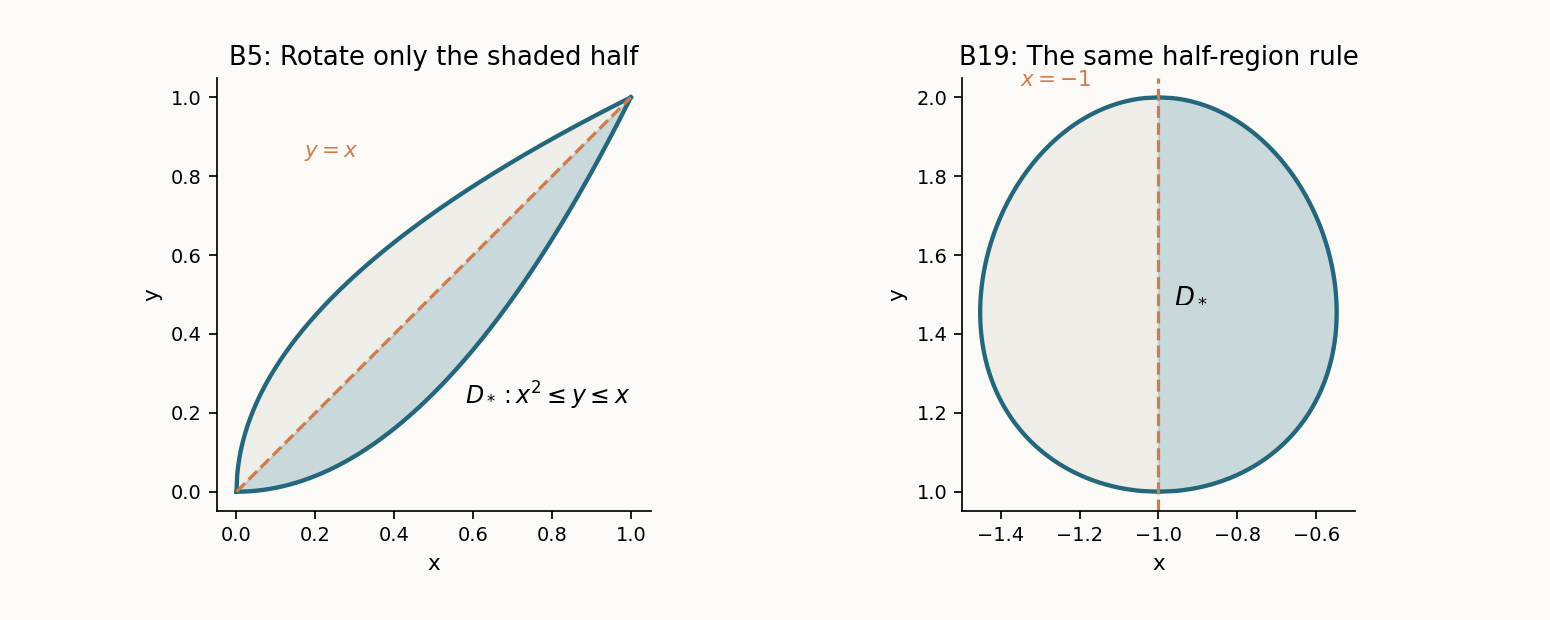 B5: Rotate only the shaded half
y = x
D* : x² ≤ y ≤ x
1.0
0.8
0.6
0.4
0.2
0.0
y
0.0 0.2 0.4 0.6 0.8 1.0
x
B19: The same half-region rule
x = −1
D*
2.0
1.8
1.6
1.4
1.2
1.0
y
−1.4 −1.2 −1.0 −0.8 −0.6
x